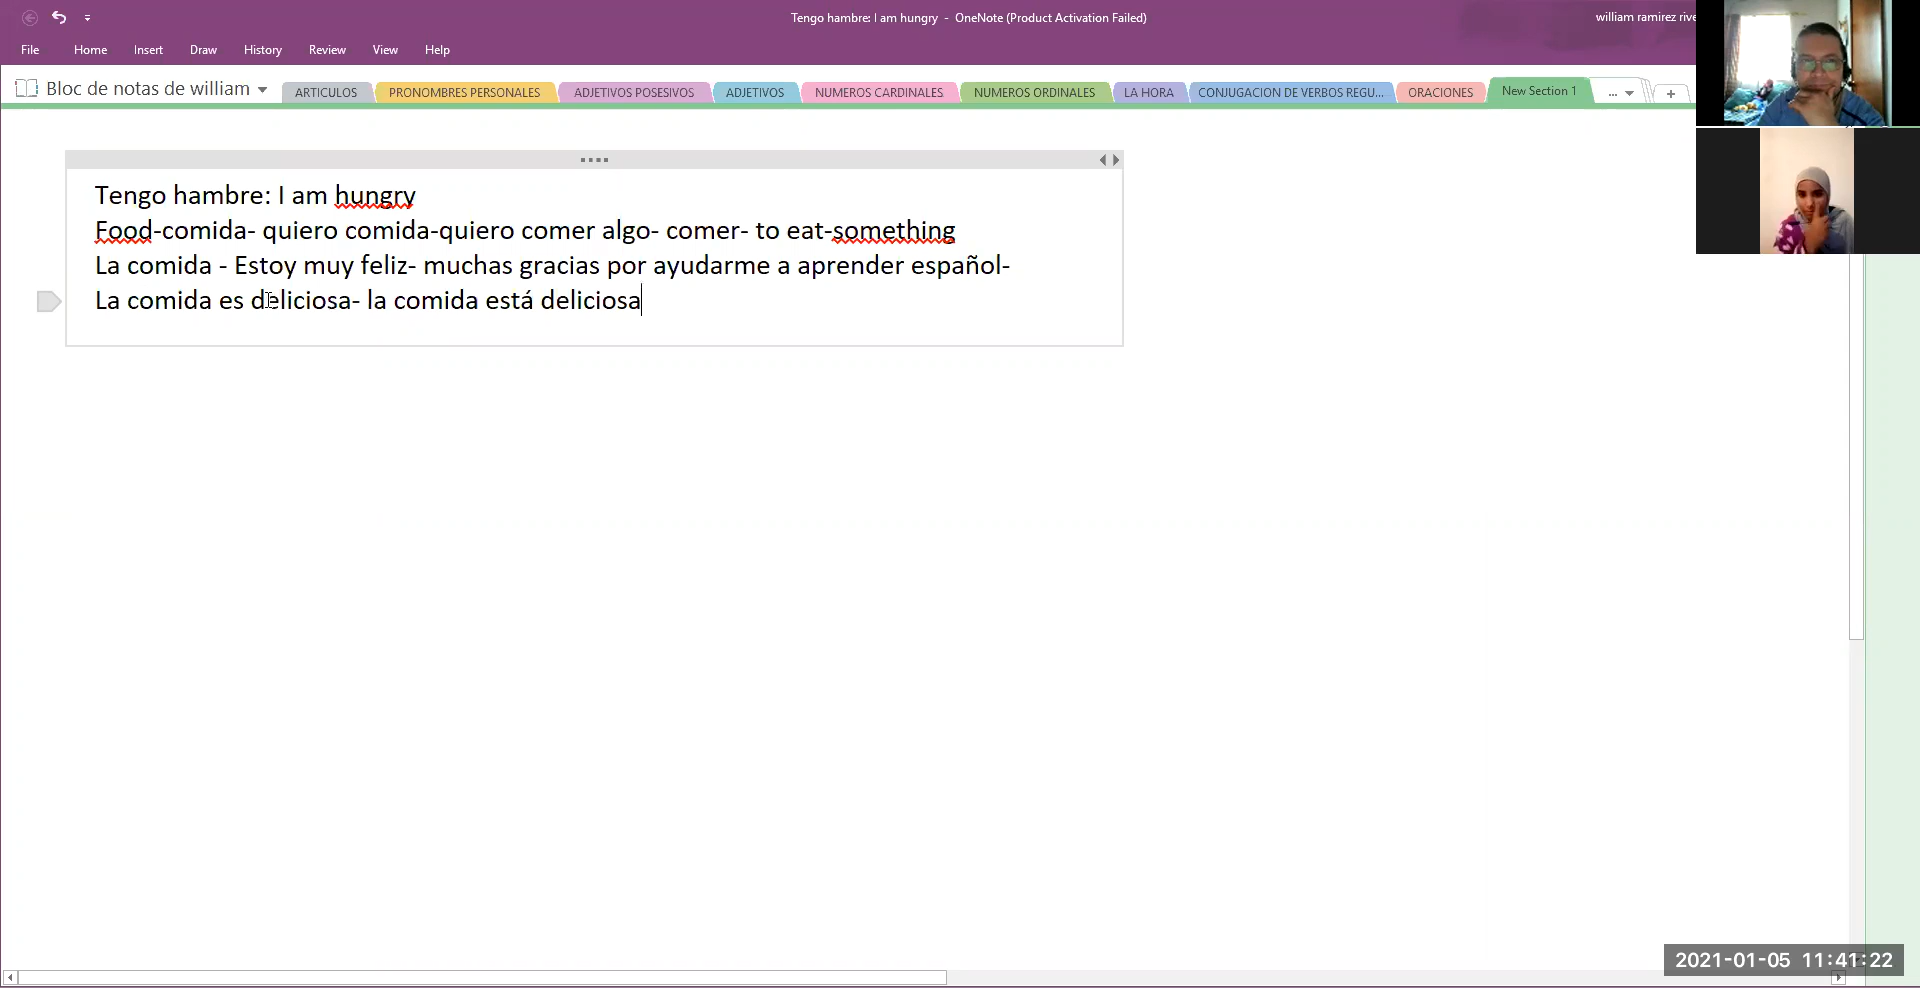 Tengo hambre: I am hungry - OneNote (Product Activation Failed)
william ramirez rive
File Home Insert Draw History Review View Help
Bloc de notas de william
ARTICULOS PRONOMBRES PERSONALES ADJETIVOS POSESIVOS ADJETIVOS NUMEROS CARDINALES NUMEROS ORDINALES LA HORA CONJUGACION DE VERBOS REGU... ORACIONES New Section 1 ...
Tengo hambre: I am hungry
Food-comida- quiero comida-quiero comer algo- comer- to eat-something
La comida - Estoy muy feliz- muchas gracias por ayudarme a aprender español-
La comida es deliciosa- la comida está deliciosa
2021-01-05 11:41:22